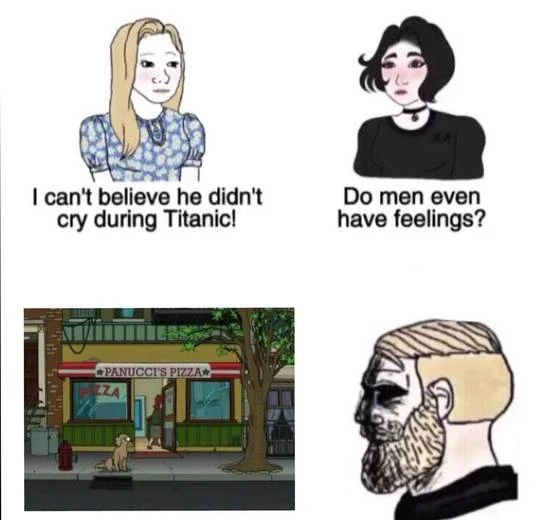 I can't believe he didn't
cry during Titanic!
Do men even
have feelings?
PANUCCI'S PIZZA
PIZZA